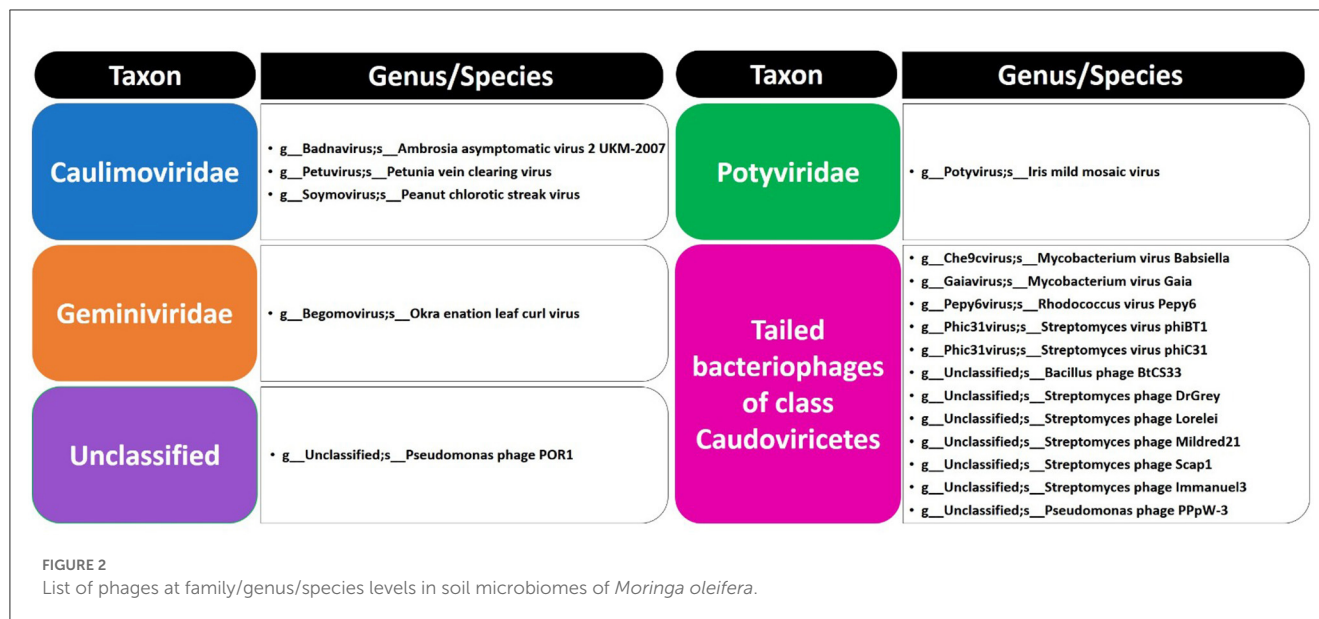 Taxon
Genus/Species
Caulimoviridae
• g__Badnavirus;s__Ambrosia asymptomatic virus 2 UKM-2007
• g__Petuvirus;s__Petunia vein clearing virus
• g__Soymovirus;s__Peanut chlorotic streak virus
Geminiviridae
• g__Begomovirus;s__Okra enation leaf curl virus
Unclassified
• g__Unclassified;s__Pseudomonas phage POR1
Taxon
Genus/Species
Potyviridae
• g__Potyvirus;s__Iris mild mosaic virus
Tailed
bacteriophages
of class
Caudoviricetes
• g__Che9cvirus;s__Mycobacterium virus Babsiella
• g__Gaiavirus;s__Mycobacterium virus Gaia
• g__Pepy6virus;s__Rhodococcus virus Pepy6
• g__Phic31virus;s__Streptomyces virus phiBT1
• g__Phic31virus;s__Streptomyces virus phiC31
• g__Unclassified;s__Bacillus phage BtCS33
• g__Unclassified;s__Streptomyces phage DrGrey
• g__Unclassified;s__Streptomyces phage Lorelei
• g__Unclassified;s__Streptomyces phage Mildred21
• g__Unclassified;s__Streptomyces phage Scap1
• g__Unclassified;s__Streptomyces phage Immanuel3
• g__Unclassified;s__Pseudomonas phage PPpW-3
FIGURE 2
List of phages at family/genus/species levels in soil microbiomes of Moringa oleifera.